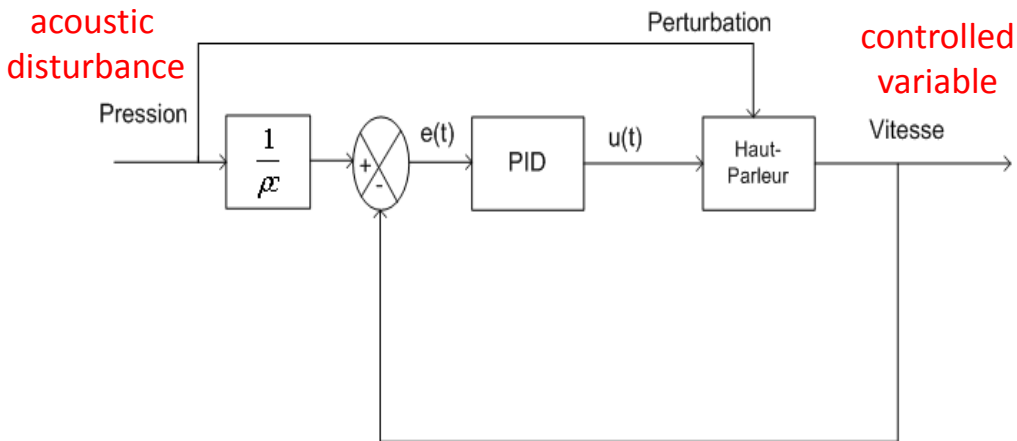 acoustic
disturbance
Perturbation
controlled
variable
Pression
Vitesse
1
ρc
+
-
e(t)
PID
u(t)
Haut-
Parleur